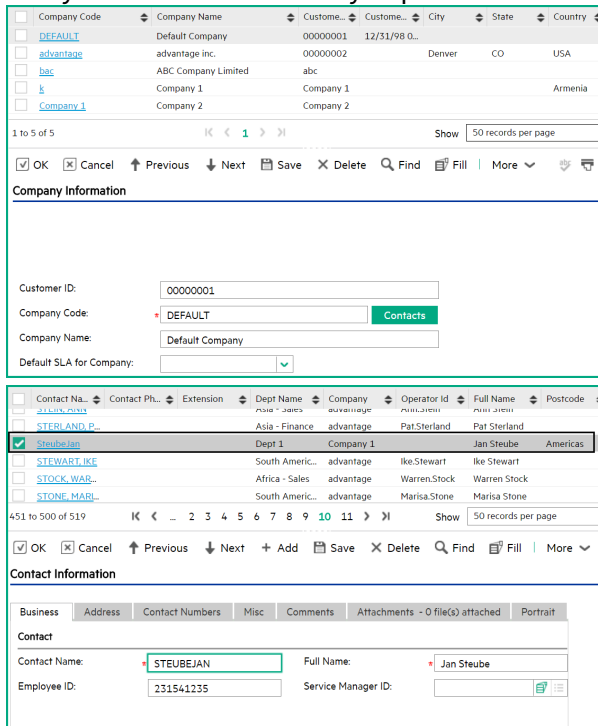 Company Code Company Name Custome... Custome... City State Country
DEFAULT Default Company 00000001 12/31/98 0...
advantage advantage inc. 00000002 Denver CO USA
bac ABC Company Limited abc
k Company 1 Company 1 Armenia
Company 1 Company 2 Company 2
1 to 5 of 5 1 Show 50 records per page
OK Cancel Previous Next Save Delete Find Fill More abc
Company Information
Customer ID: 00000001
Company Code: * DEFAULT Contacts
Company Name: Default Company
Default SLA for Company:
Contact Na... Contact Ph... Extension Dept Name Company Operator Id Full Name Postcode
STEIN, ANN Asia - Sales advantage Ann.Stein Ann Stein
STERLAND, P... Asia - Finance advantage Pat.Sterland Pat Sterland
SteubeJan Dept 1 Company 1 Jan Steube Americas
STEWART, IKE South Americ... advantage Ike.Stewart Ike Stewart
STOCK, WAR... Africa - Sales advantage Warren.Stock Warren Stock
STONE, MARI... South Americ... advantage Marisa.Stone Marisa Stone
451 to 500 of 519 ... 2 3 4 5 6 7 8 9 10 11 Show 50 records per page
OK Cancel Previous Next + Add Save Delete Find Fill More
Contact Information
Business Address Contact Numbers Misc Comments Attachments - 0 file(s) attached Portrait
Contact
Contact Name: * STEUBEJAN Full Name: * Jan Steube
Employee ID: 231541235 Service Manager ID: